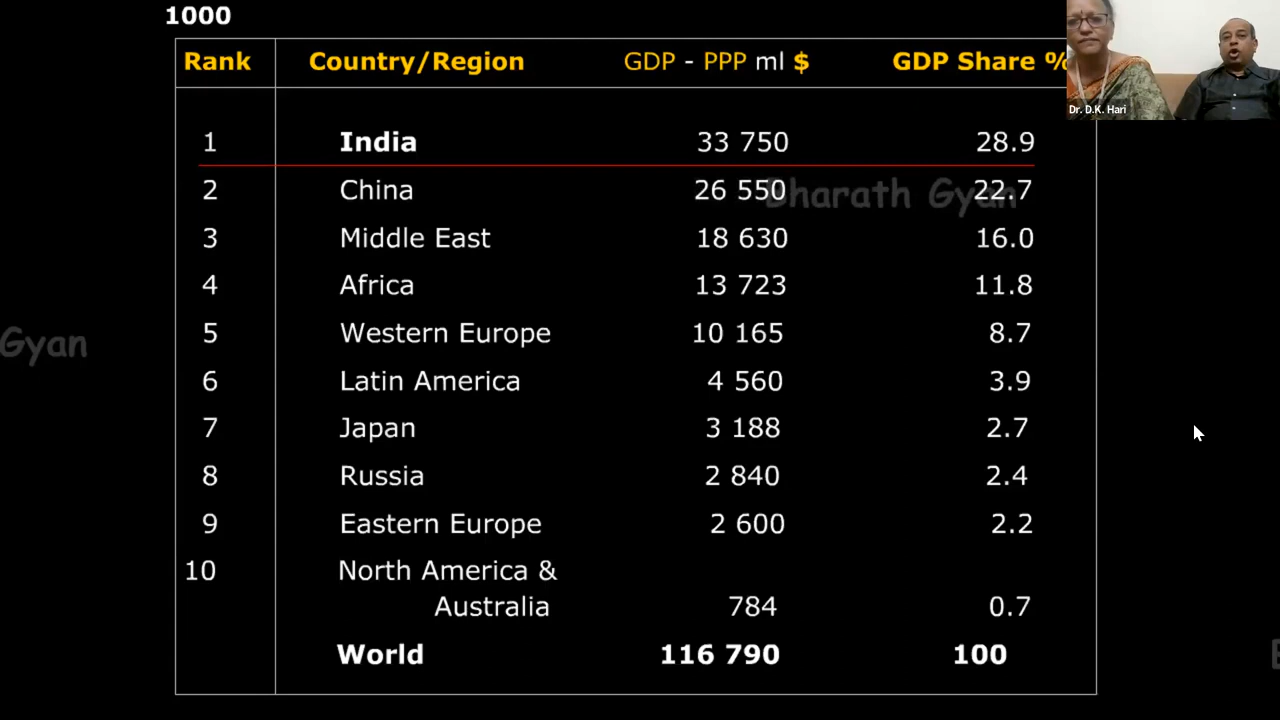 1000
Rank Country/Region GDP - PPP ml $ GDP Share %
Dr. D.K. Hari
1 India 33 750 28.9
2 China 26 550 22.7
Bharath Gyan
3 Middle East 18 630 16.0
4 Africa 13 723 11.8
5 Western Europe 10 165 8.7
Gyan
6 Latin America 4 560 3.9
7 Japan 3 188 2.7
8 Russia 2 840 2.4
9 Eastern Europe 2 600 2.2
10 North America &
Australia 784 0.7
World 116 790 100